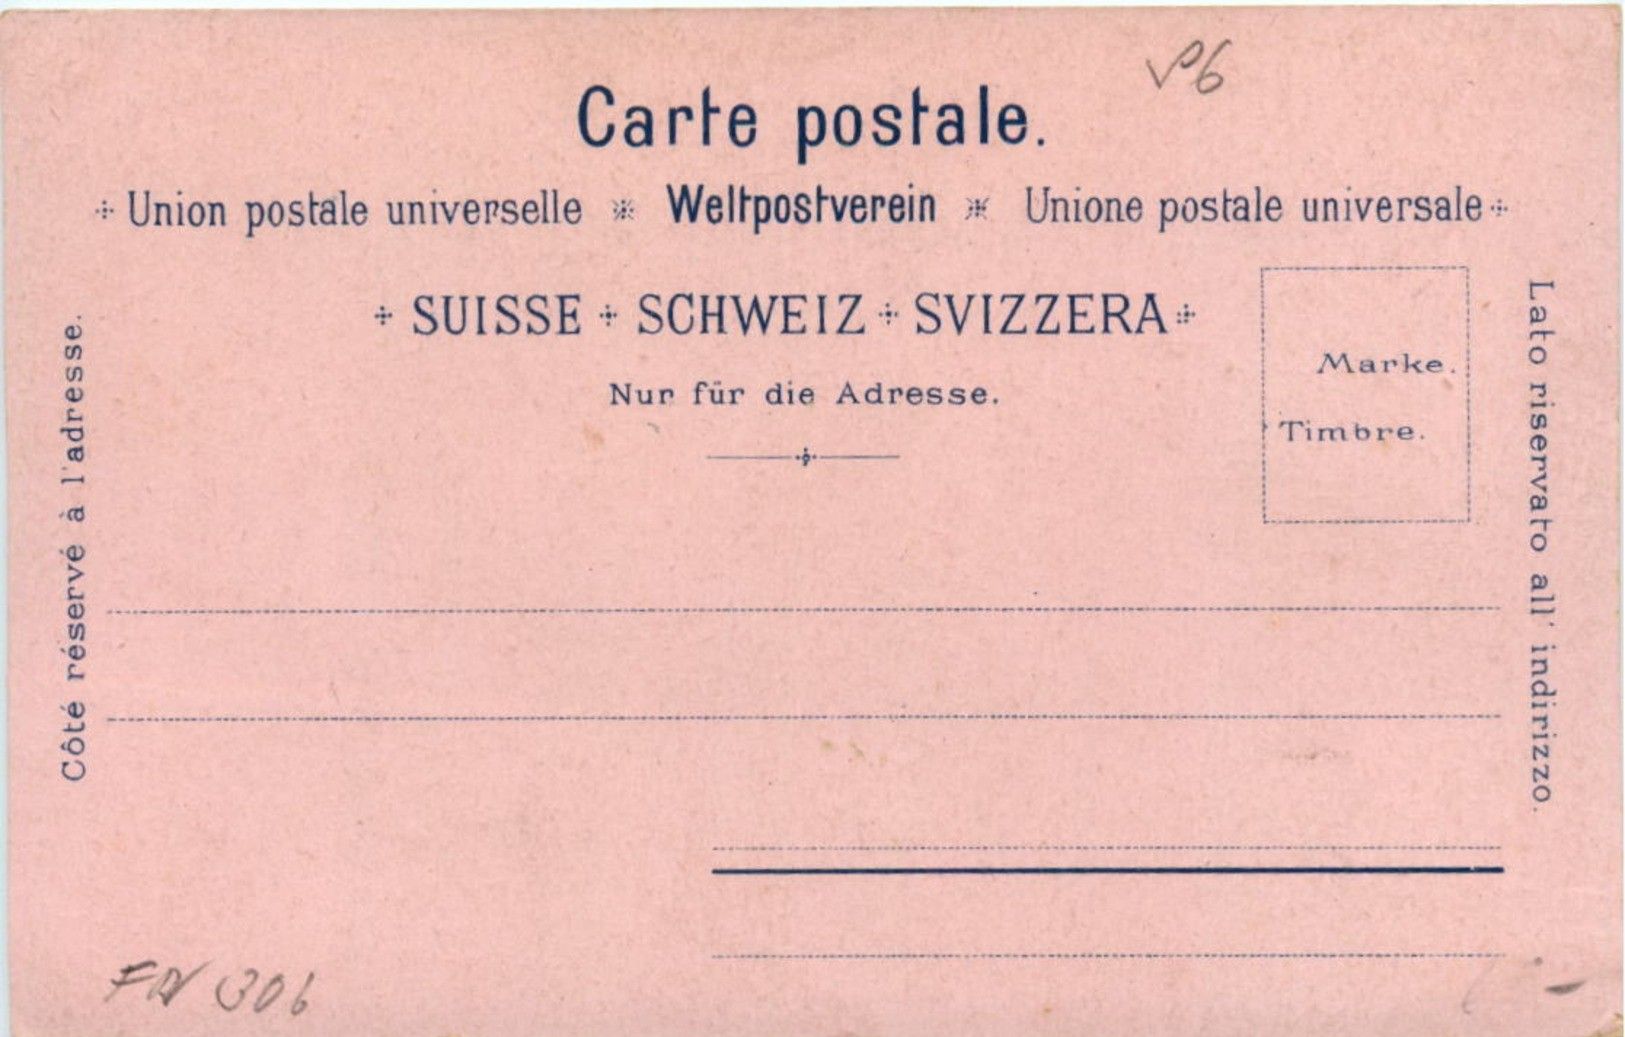 Carte postale.
Union postale universelle Weltpostverein Unione postale universale
SUISSE SCHWEIZ SVIZZERA
Nur für die Adresse.
Marke.
Timbre.
Côté réservé à l'adresse.
Lato riservato all' indirizzo.
306